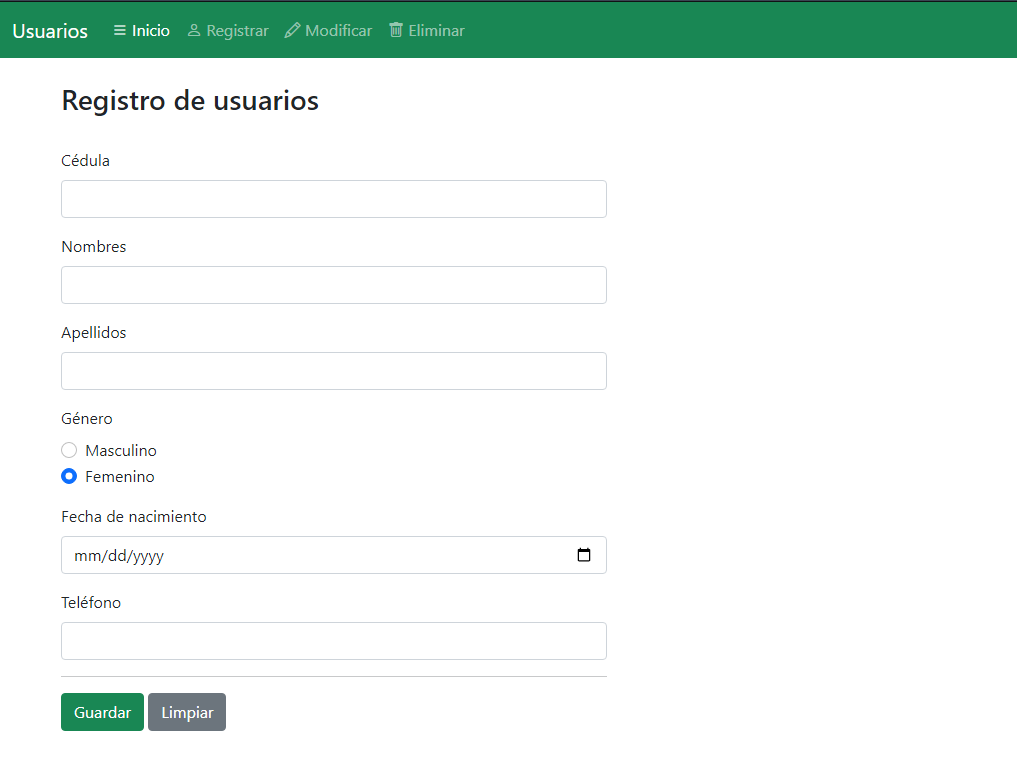 Usuarios Inicio Registrar Modificar Eliminar
Registro de usuarios
Cédula
Nombres
Apellidos
Género
Masculino
Femenino
Fecha de nacimiento
mm/dd/yyyy
Teléfono
Guardar Limpiar